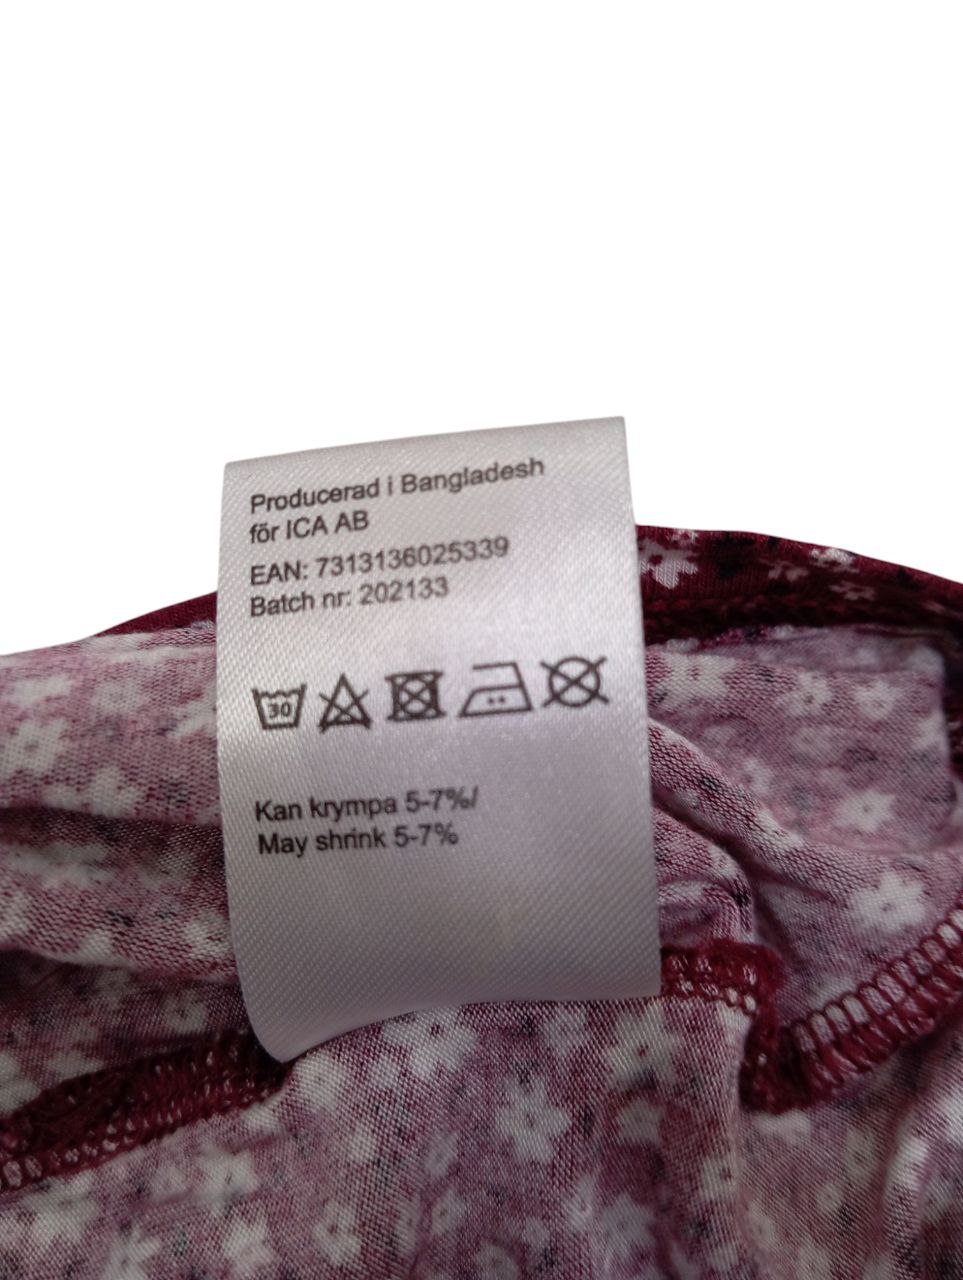 Producerad i Bangladesh
för ICA AB
EAN: 7313136025339
Batch nr: 202133
30
Kan krympa 5-7%/
May shrink 5-7%